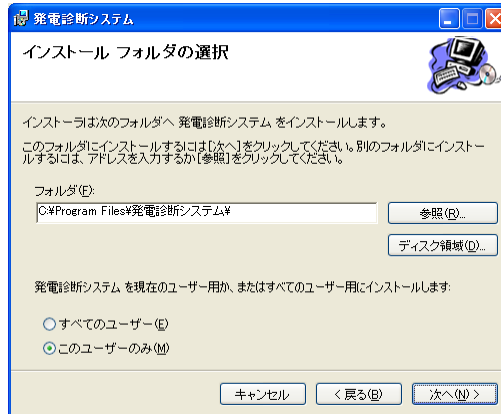 発電診断システム
インストール フォルダの選択
インストーラは次のフォルダへ 発電診断システム をインストールします。
このフォルダにインストールするには[次へ]をクリックしてください。別のフォルダにインストー
ルするには、アドレスを入力するか[参照]をクリックしてください。
フォルダ(F):
C:¥Program Files¥発電診断システム¥
参照(R)...
ディスク領域(D)...
発電診断システム を現在のユーザー用か、またはすべてのユーザー用にインストールします:
すべてのユーザー(E)
このユーザーのみ(M)
キャンセル
< 戻る(B)
次へ(N) >